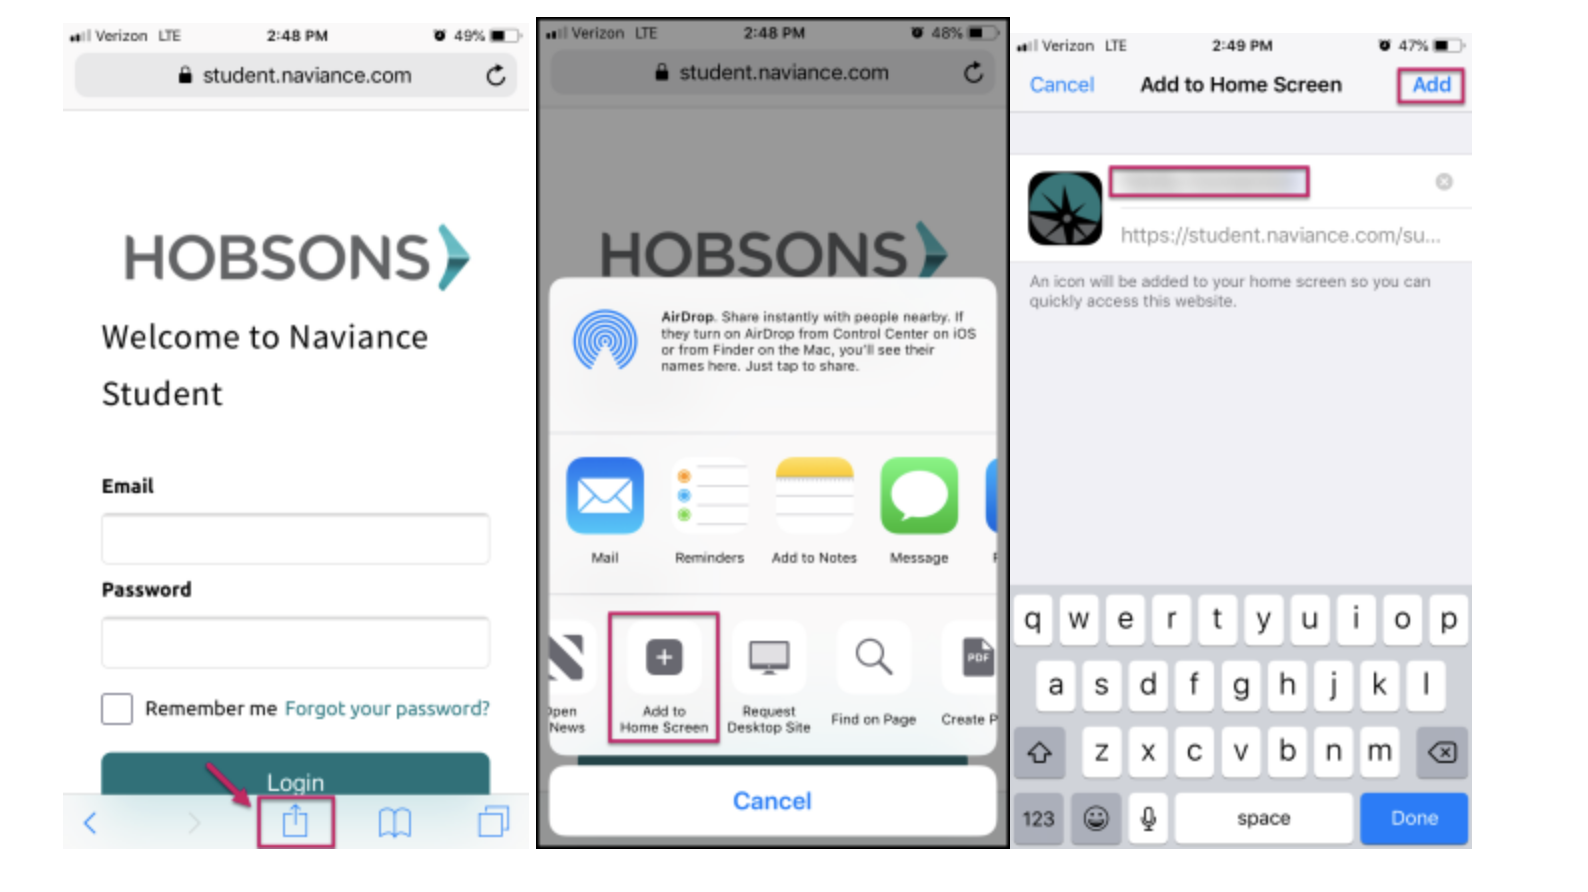 Verizon LTE 2:48 PM 49%
student.naviance.com
HOBSONS
Welcome to Naviance
Student
Email
Password
Remember me Forgot your password?
Login
Verizon LTE 2:48 PM 48%
student.naviance.com
HOBSONS
AirDrop. Share instantly with people nearby. If
they turn on AirDrop from Control Center on iOS
or from Finder on the Mac, you'll see their
names here. Just tap to share.
Mail Reminders Add to Notes Message
PDF
Add to Request
pen
News Home Screen Desktop Site Find on Page Create P
Cancel
Verizon LTE 2:49 PM 47%
Cancel Add to Home Screen Add
https://student.naviance.com/su...
An icon will be added to your home screen so you can
quickly access this website.
q w e r t y u i o p
a s d f g h j k l
z x c v b n m
123 space Done